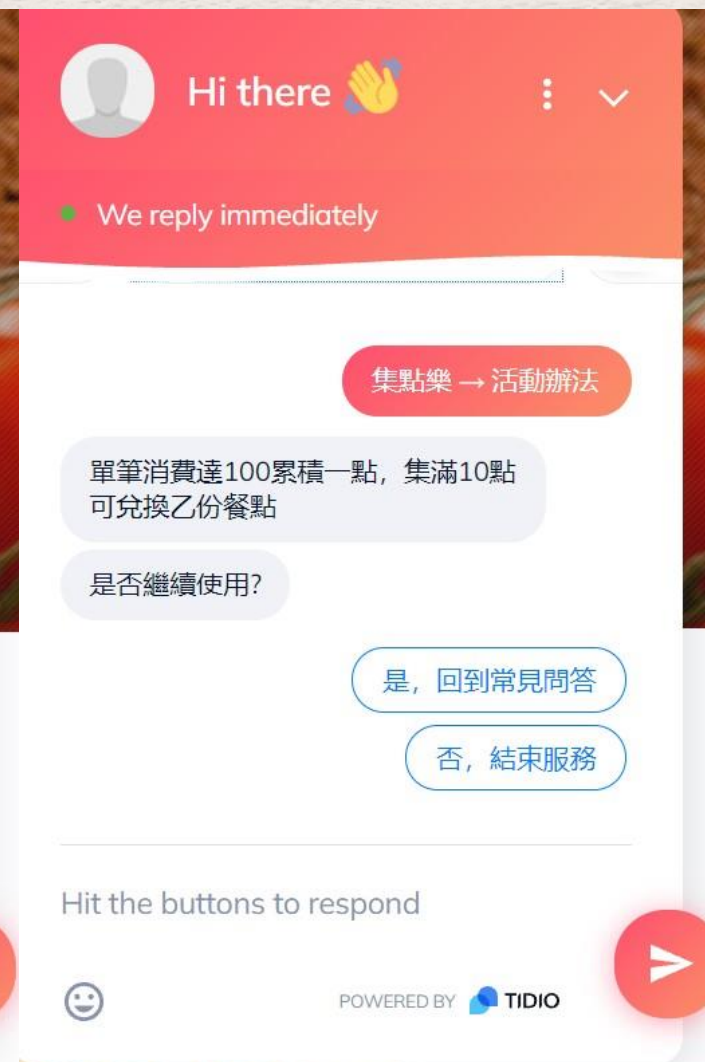 Hi there 👋
We reply immediately
集點樂 → 活動辦法
單筆消費達100累積一點，集滿10點
可兌換乙份餐點
是否繼續使用?
是，回到常見問答
否，結束服務
Hit the buttons to respond
POWERED BY TIDIO